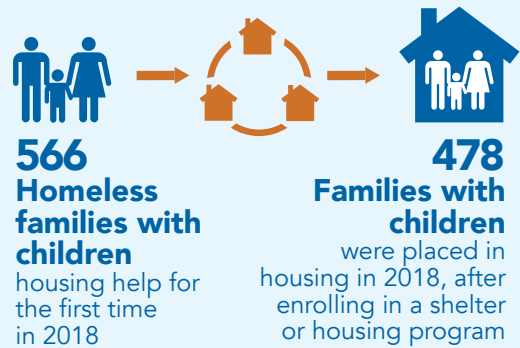 566
Homeless
families with
children
housing help for
the first time
in 2018
478
Families with
children
were placed in
housing in 2018, after
enrolling in a shelter
or housing program